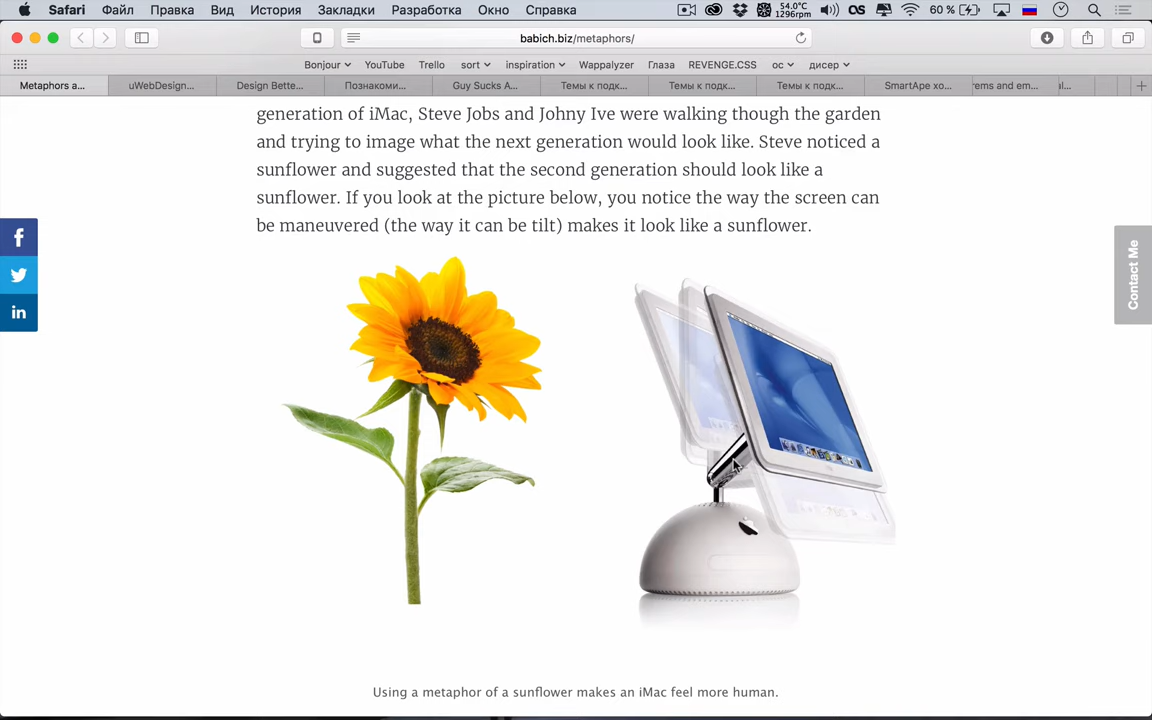 Safari Файл Правка Вид История Закладки Разработка Окно Справка 54.0°C 1296rpm OS 60 %
babich.biz/metaphors/
Bonjour YouTube Trello sort inspiration Wappalyzer Глаза REVENGE.CSS ос дисер
Metaphors a... uWebDesign... Design Bette... Познакоми... Guy Sucks A... Темы к подк... Темы к подк... Темы к подк... SmartApe хо... rems and em... al...
generation of iMac, Steve Jobs and Johny Ive were walking though the garden
and trying to image what the next generation would look like. Steve noticed a
sunflower and suggested that the second generation should look like a
sunflower. If you look at the picture below, you notice the way the screen can
be maneuvered (the way it can be tilt) makes it look like a sunflower.
Contact Me
Using a metaphor of a sunflower makes an iMac feel more human.